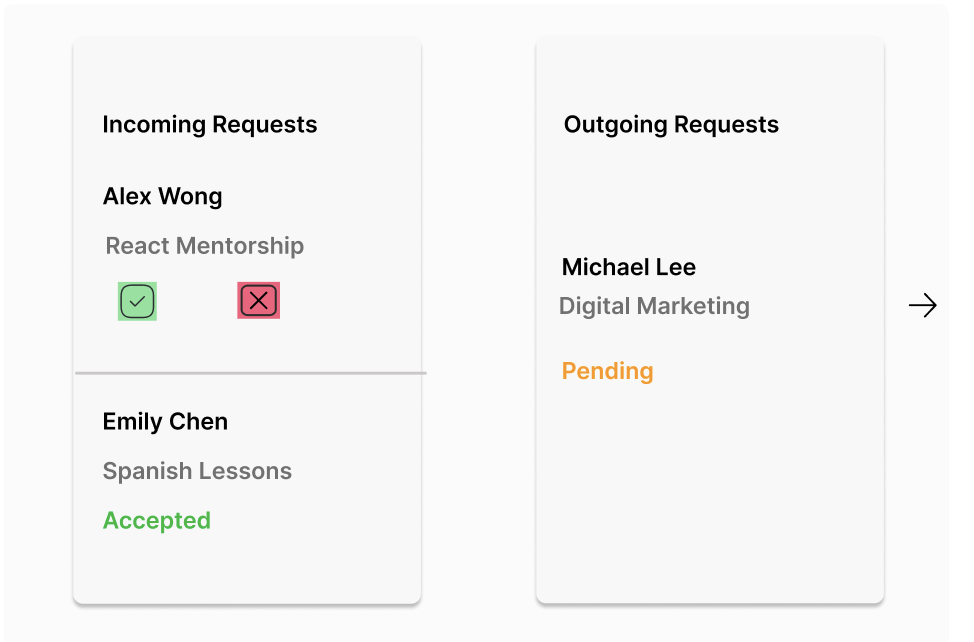 Incoming Requests
Alex Wong
React Mentorship
Emily Chen
Spanish Lessons
Accepted
Outgoing Requests
Michael Lee
Digital Marketing
Pending